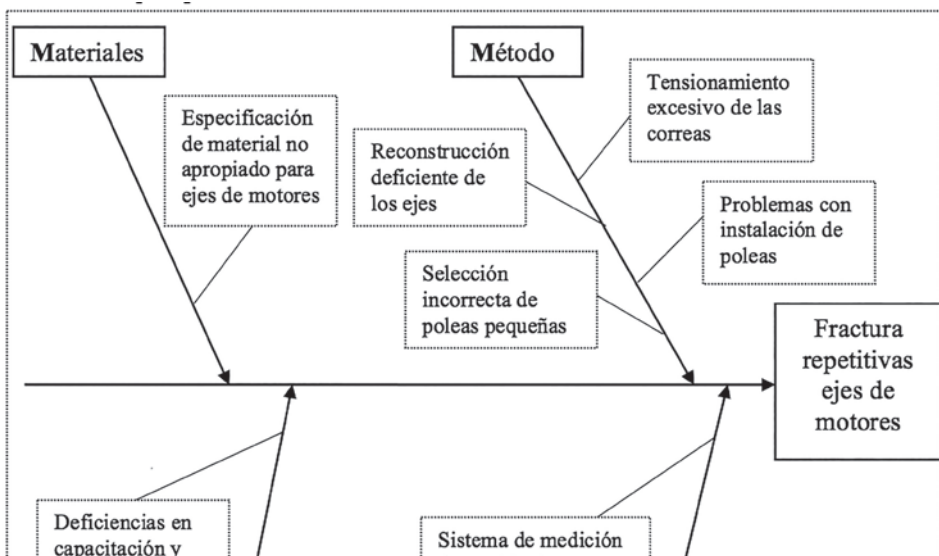 Materiales
Método
Especificación
de material no
apropiado para
ejes de motores
Tensionamiento
excesivo de las
correas
Reconstrucción
deficiente de
los ejes
Problemas con
instalación de
poleas
Selección
incorrecta de
poleas pequeñas
Fractura
repetitivas
ejes de
motores
Deficiencias en
capacitación y
Sistema de medición